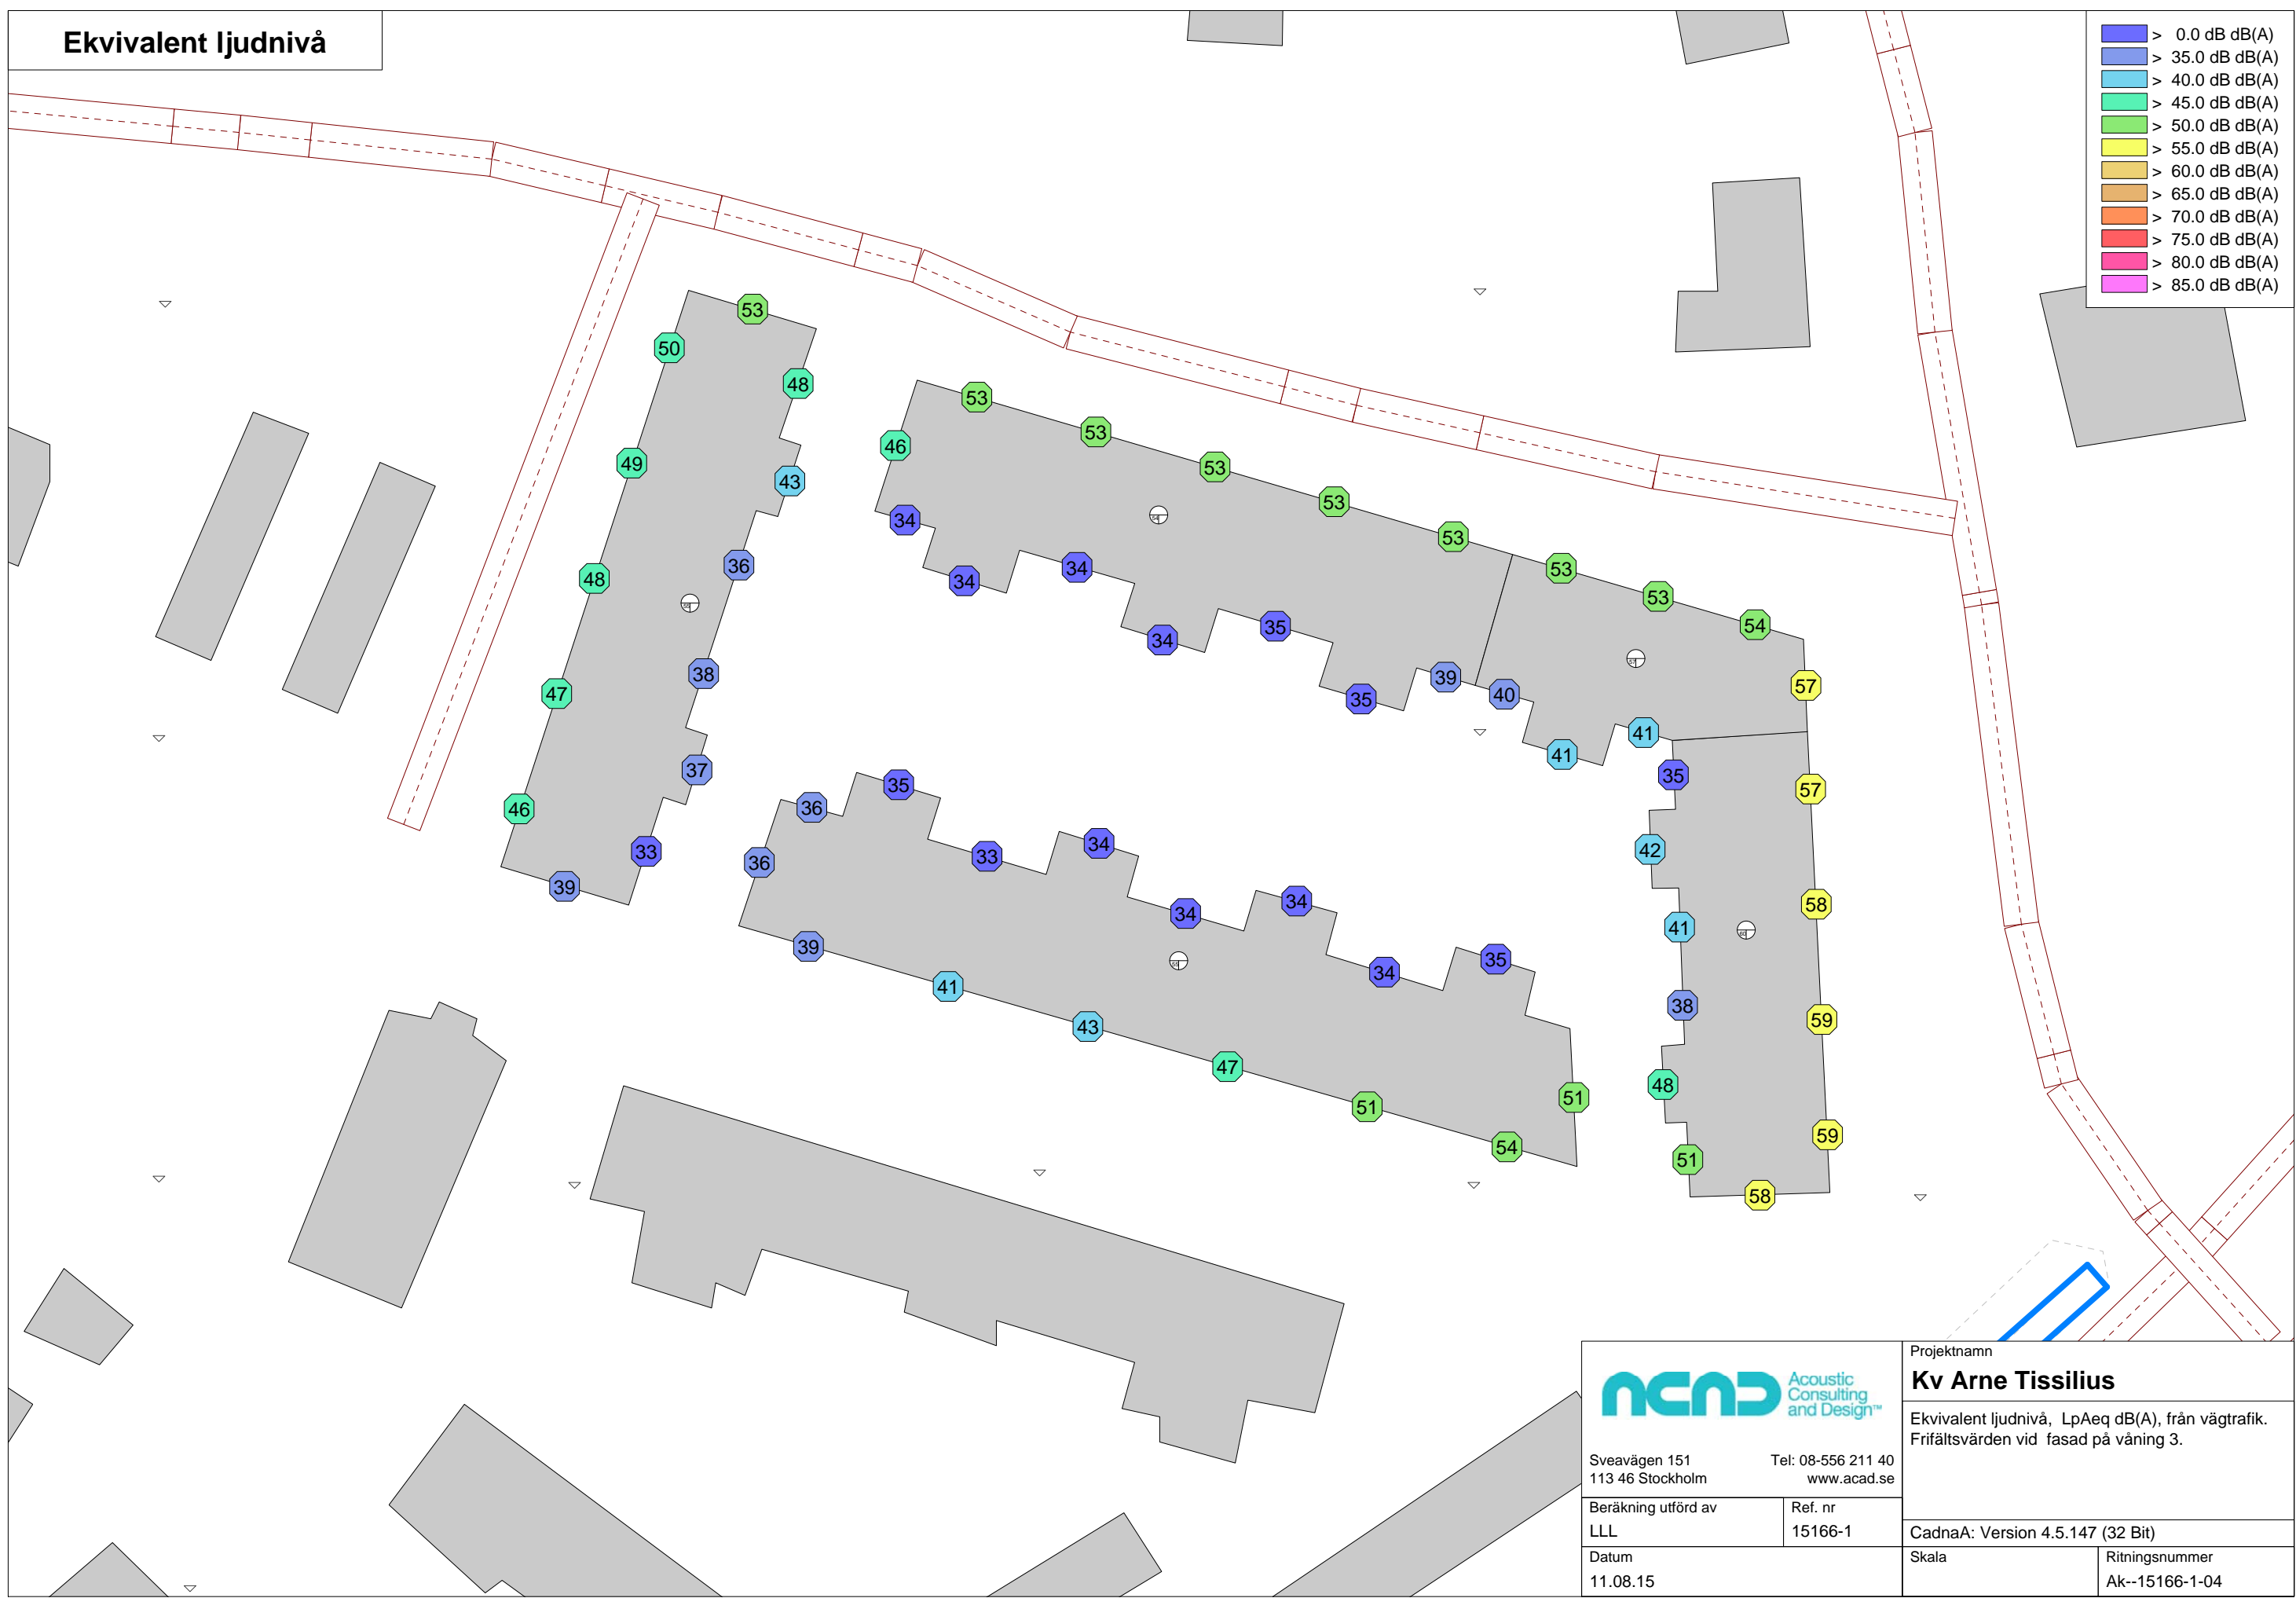 Ekvivalent ljudnivå
> 0.0 dB dB(A)
> 35.0 dB dB(A)
> 40.0 dB dB(A)
> 45.0 dB dB(A)
> 50.0 dB dB(A)
> 55.0 dB dB(A)
> 60.0 dB dB(A)
> 65.0 dB dB(A)
> 70.0 dB dB(A)
> 75.0 dB dB(A)
> 80.0 dB dB(A)
> 85.0 dB dB(A)
53
50
48
49
43
36
48
38
47
37
46
33
39
53
53
46
53
53
53
34
34
34
34
35
35
39
53
53
54
40
41
41
57
35
57
42
58
41
38
59
48
59
51
58
35
36
36
33
34
34
34
34
35
39
41
43
47
51
54
51
ACAD
Acoustic
Consulting
and Design™
Sveavägen 151 Tel: 08-556 211 40
113 46 Stockholm www.acad.se
Beräkning utförd av
LLL
Ref. nr
15166-1
Datum
11.08.15
Projektnamn
Kv Arne Tissilius
Ekvivalent ljudnivå, LpAeq dB(A), från vägtrafik.
Frifältsvärden vid fasad på våning 3.
CadnaA: Version 4.5.147 (32 Bit)
Skala
Ritningsnummer
Ak--15166-1-04